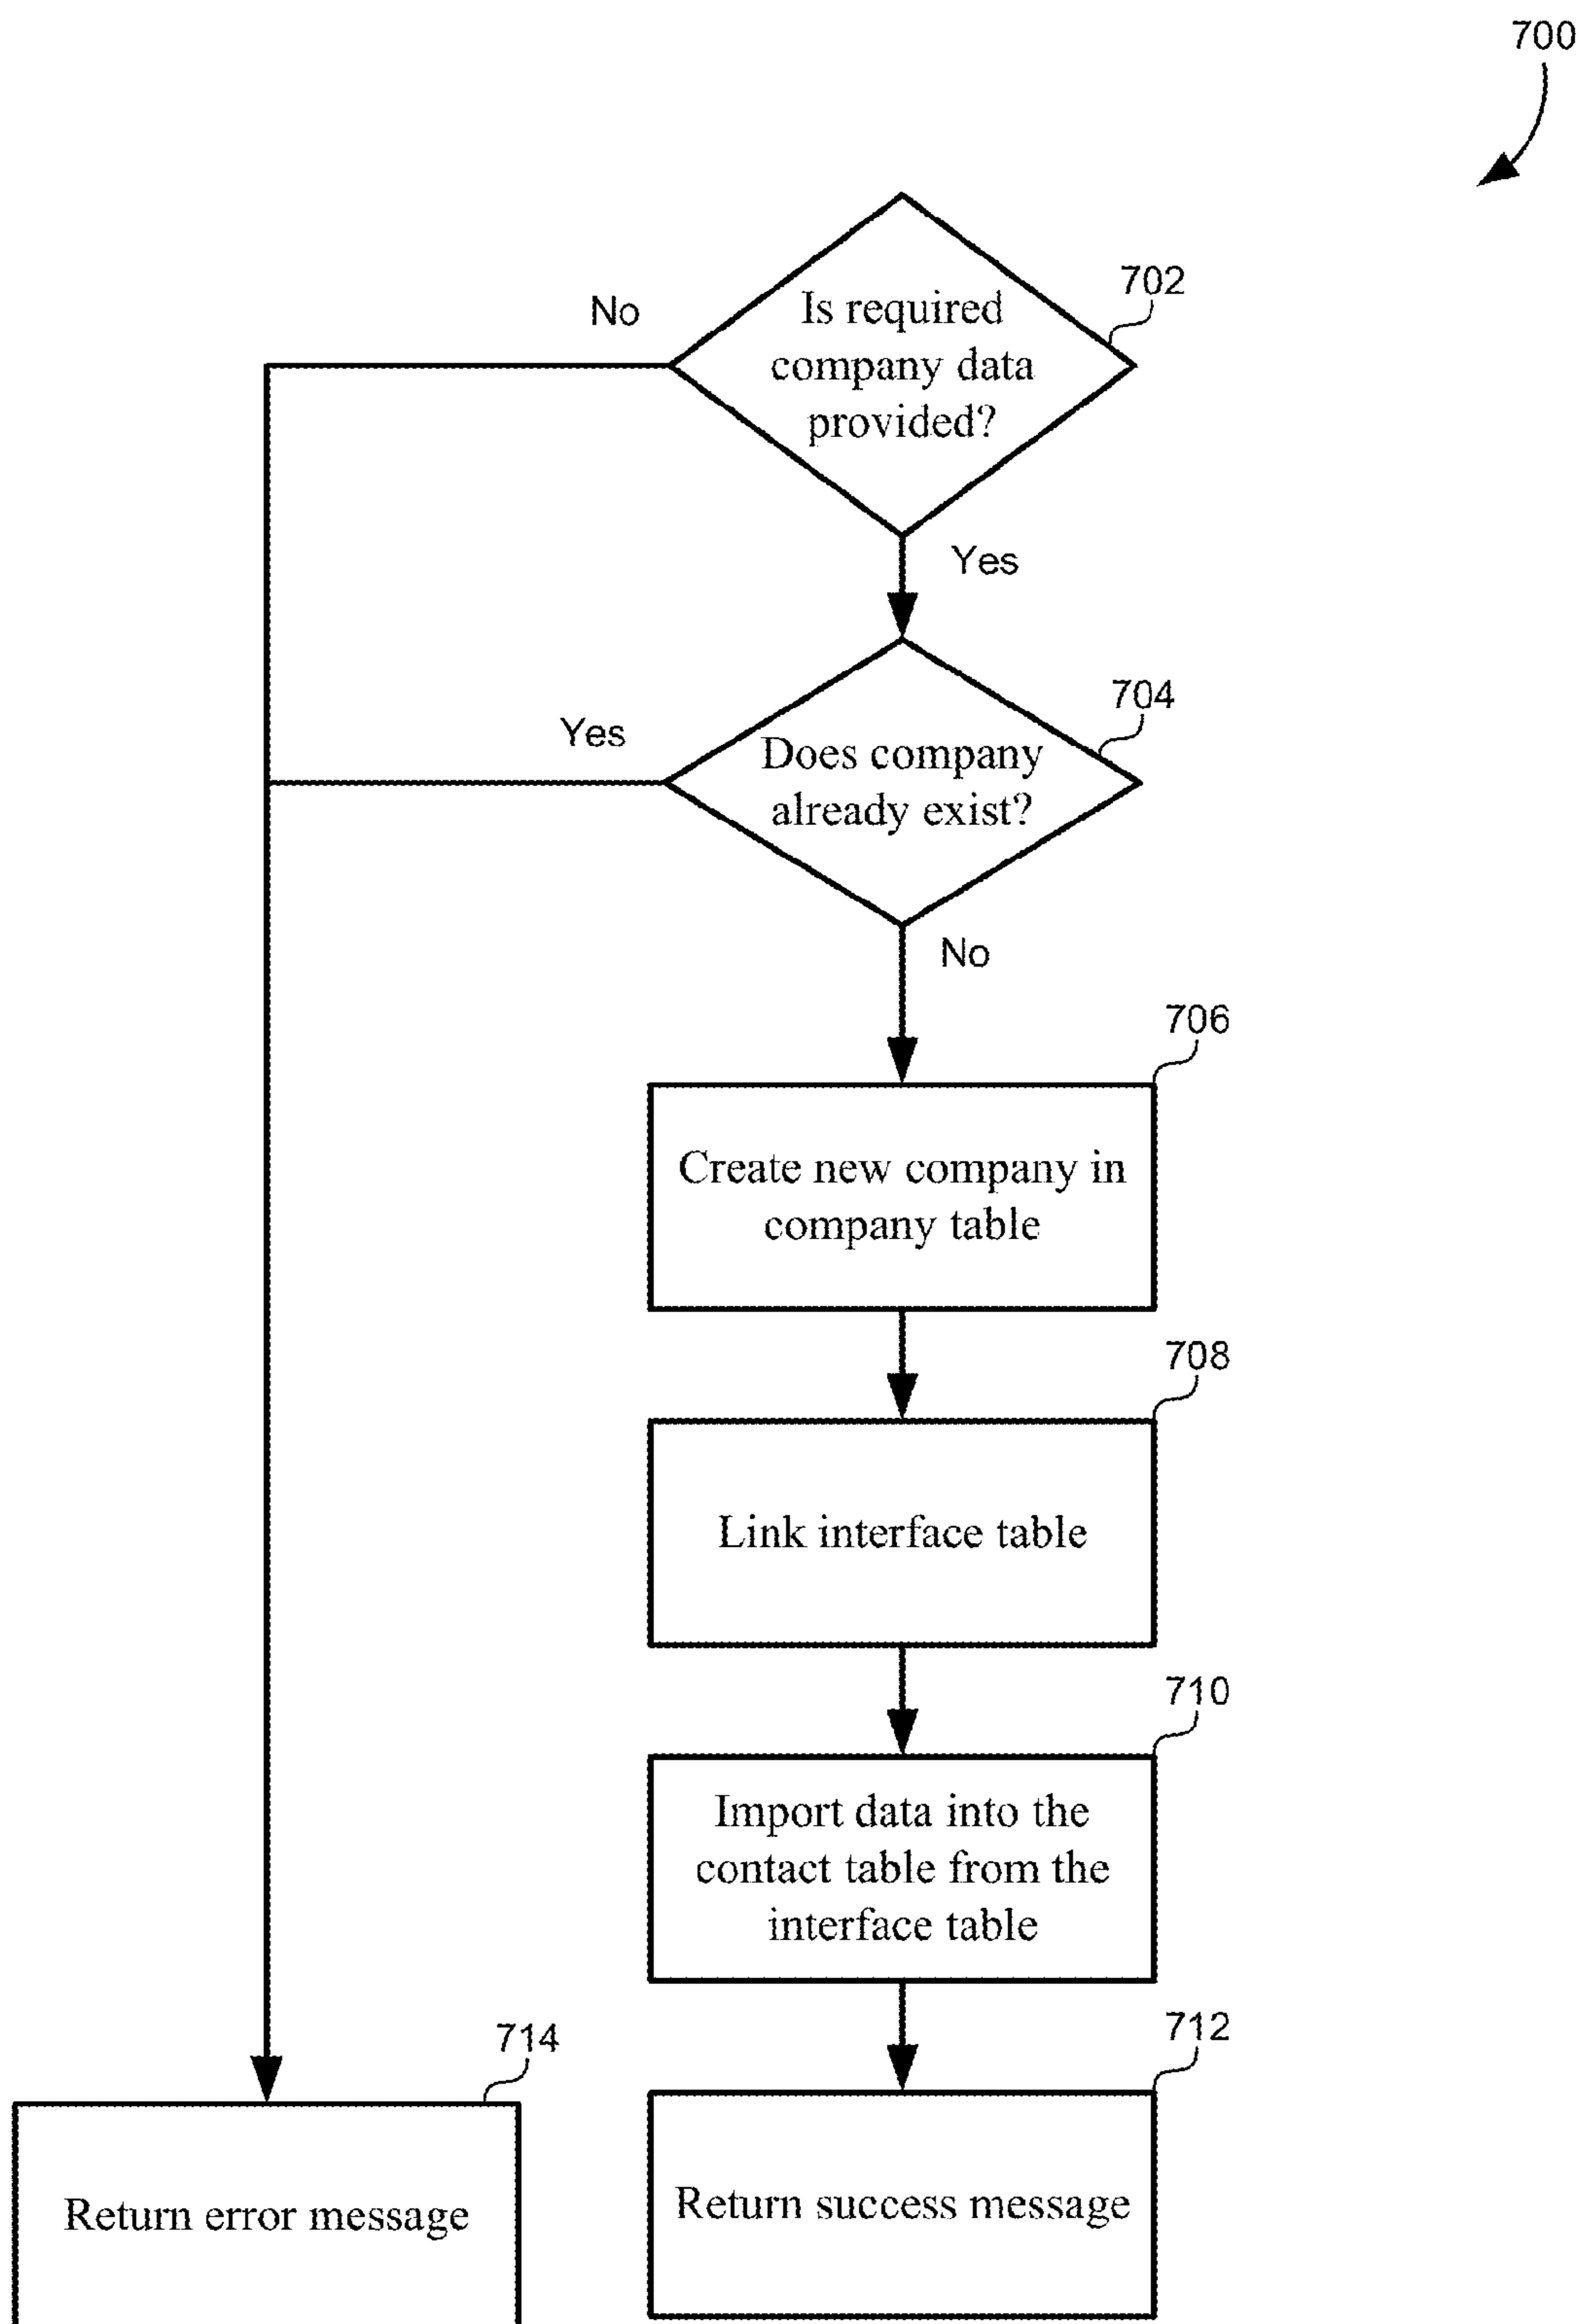 700
702
No
Is required
company data
provided?
Yes
704
Yes
Does company
already exist?
No
706
Create new company in
company table
708
Link interface table
710
Import data into the
contact table from the
interface table
712
714
Return success message
Return error message